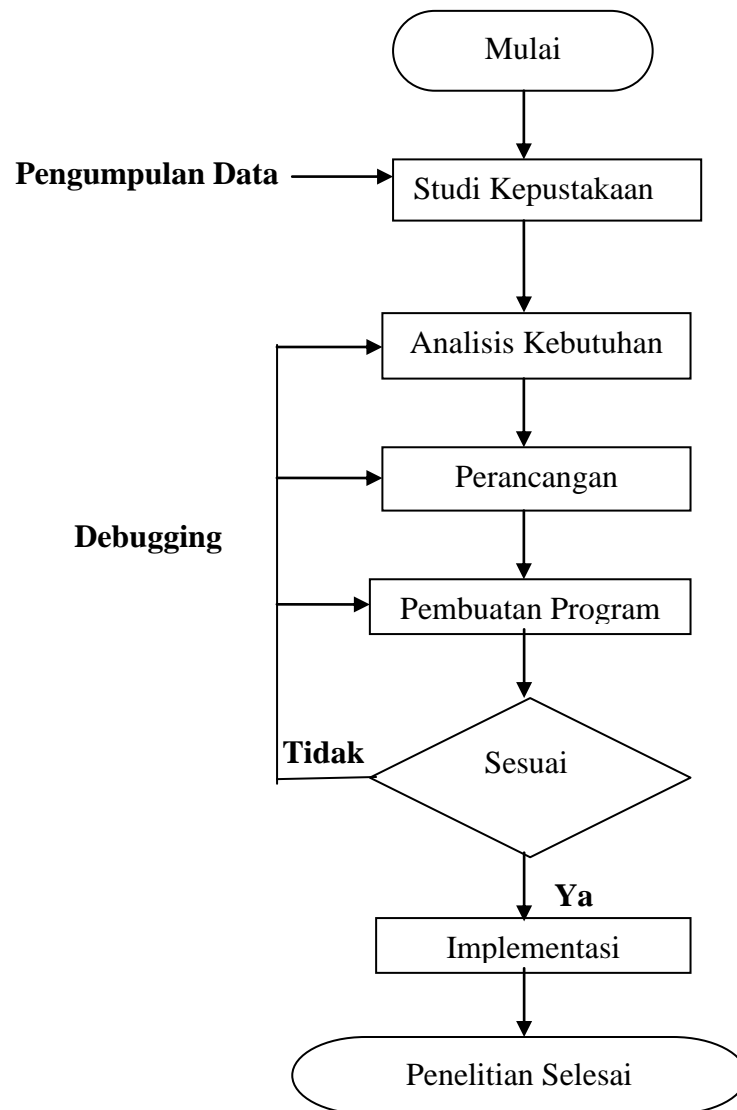 Mulai
Pengumpulan Data
Studi Kepustakaan
Analisis Kebutuhan
Perancangan
Debugging
Pembuatan Program
Tidak
Sesuai
Ya
Implementasi
Penelitian Selesai